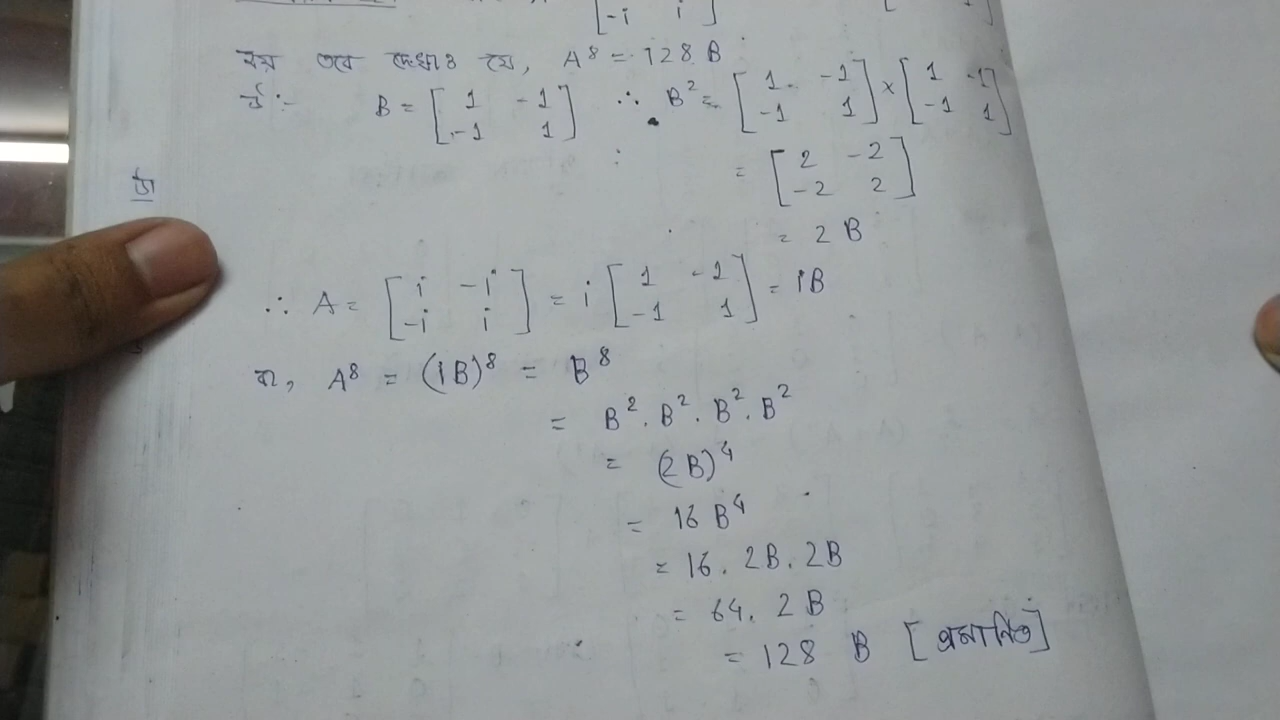 [-i i]
হয় তবে দেখাও যে, A⁸ = 128 B
B = [1 -1
-1 1] ∴ B² = [1 -1
-1 1] × [1 -1
-1 1]
= [2 -2
-2 2]
= 2 B
∴ A = [i -i
-i i] = i [1 -1
-1 1] = iB
বা, A⁸ = (iB)⁸ = B⁸
= B². B². B². B²
= (2B)⁴
= 16 B⁴
= 16. 2B. 2B
= 64. 2B
= 128 B [প্রমানিত]